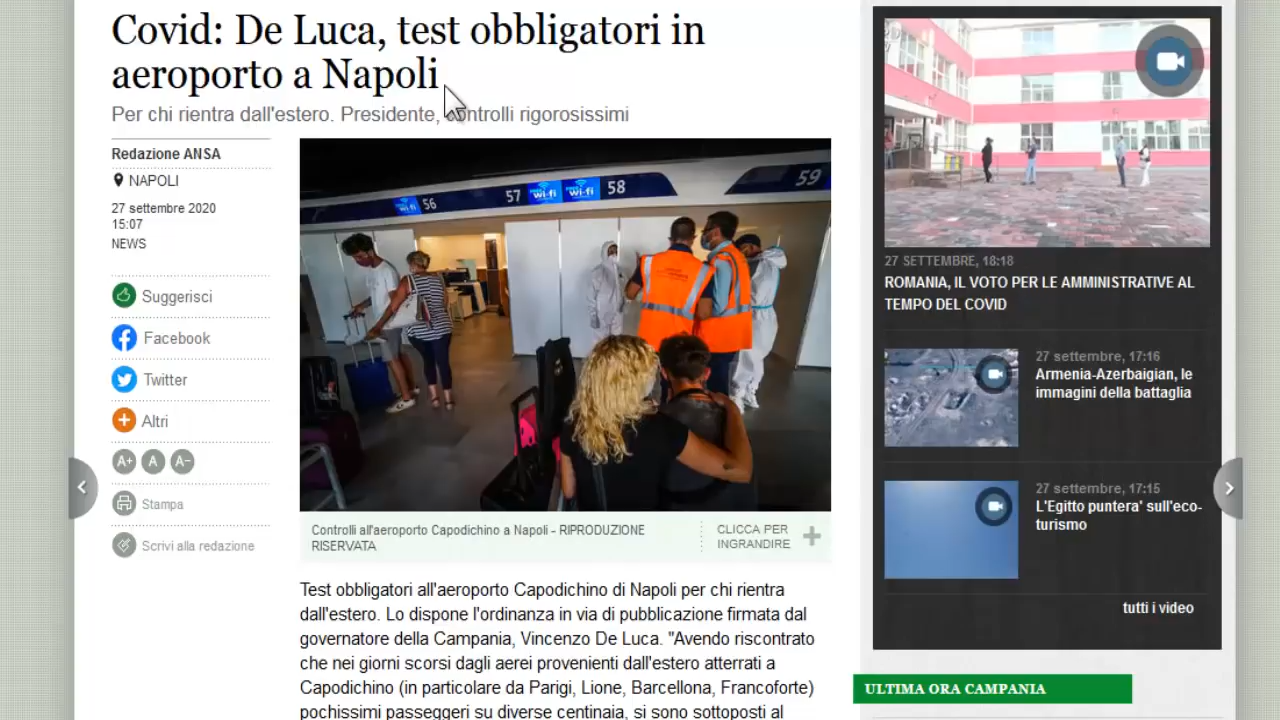 Covid: De Luca, test obbligatori in
aeroporto a Napoli
Per chi rientra dall'estero. Presidente, controlli rigorosissimi
Redazione ANSA
NAPOLI
27 settembre 2020
15:07
NEWS
Suggerisci
Facebook
Twitter
Altri
A+ A A-
Stampa
Scrivi alla redazione
56
57
wi-fi
wi-fi
58
59
Controlli all'aeroporto Capodichino a Napoli - RIPRODUZIONE
RISERVATA
CLICCA PER
INGRANDIRE
Test obbligatori all'aeroporto Capodichino di Napoli per chi rientra
dall'estero. Lo dispone l'ordinanza in via di pubblicazione firmata dal
governatore della Campania, Vincenzo De Luca. "Avendo riscontrato
che nei giorni scorsi dagli aerei provenienti dall'estero atterrati a
Capodichino (in particolare da Parigi, Lione, Barcellona, Francoforte)
pochissimi passeggeri su diverse centinaia, si sono sottoposti al
27 SETTEMBRE, 18:18
ROMANIA, IL VOTO PER LE AMMINISTRATIVE AL
TEMPO DEL COVID
27 settembre, 17:16
Armenia-Azerbaigian, le
immagini della battaglia
27 settembre, 17:15
L'Egitto puntera' sull'eco-
turismo
tutti i video
ULTIMA ORA CAMPANIA